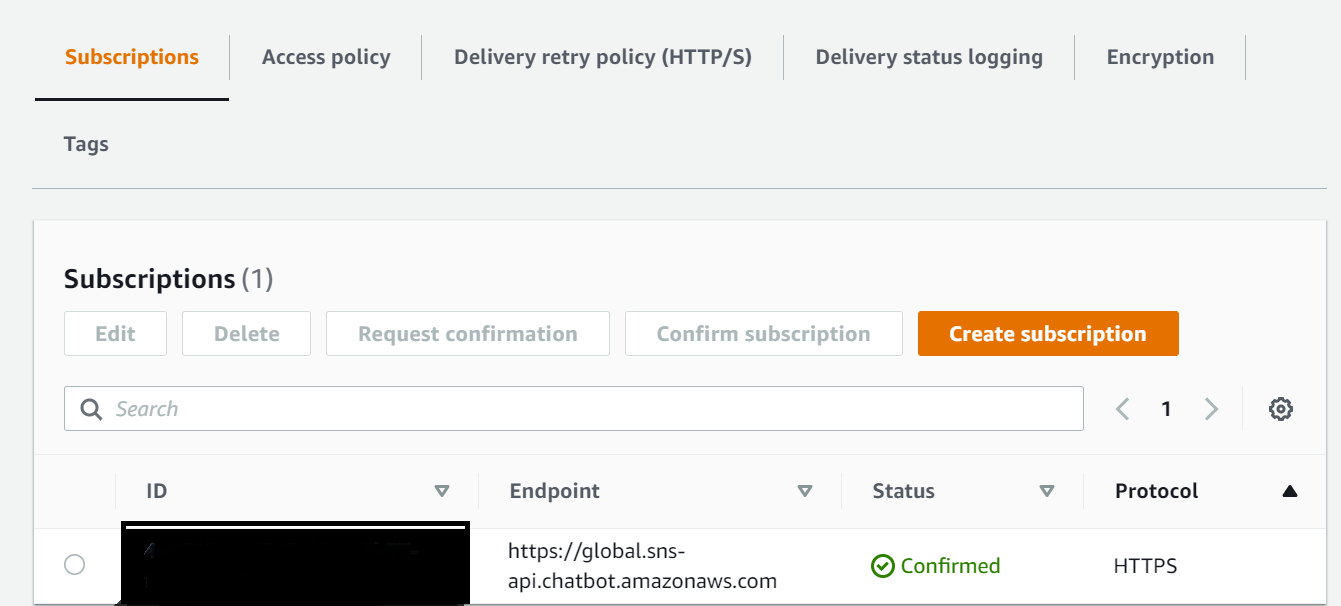 Subscriptions Access policy Delivery retry policy (HTTP/S) Delivery status logging Encryption
Tags
Subscriptions (1)
Edit Delete Request confirmation Confirm subscription Create subscription
Search 1
ID Endpoint Status Protocol
https://global.sns-
api.chatbot.amazonaws.com Confirmed HTTPS